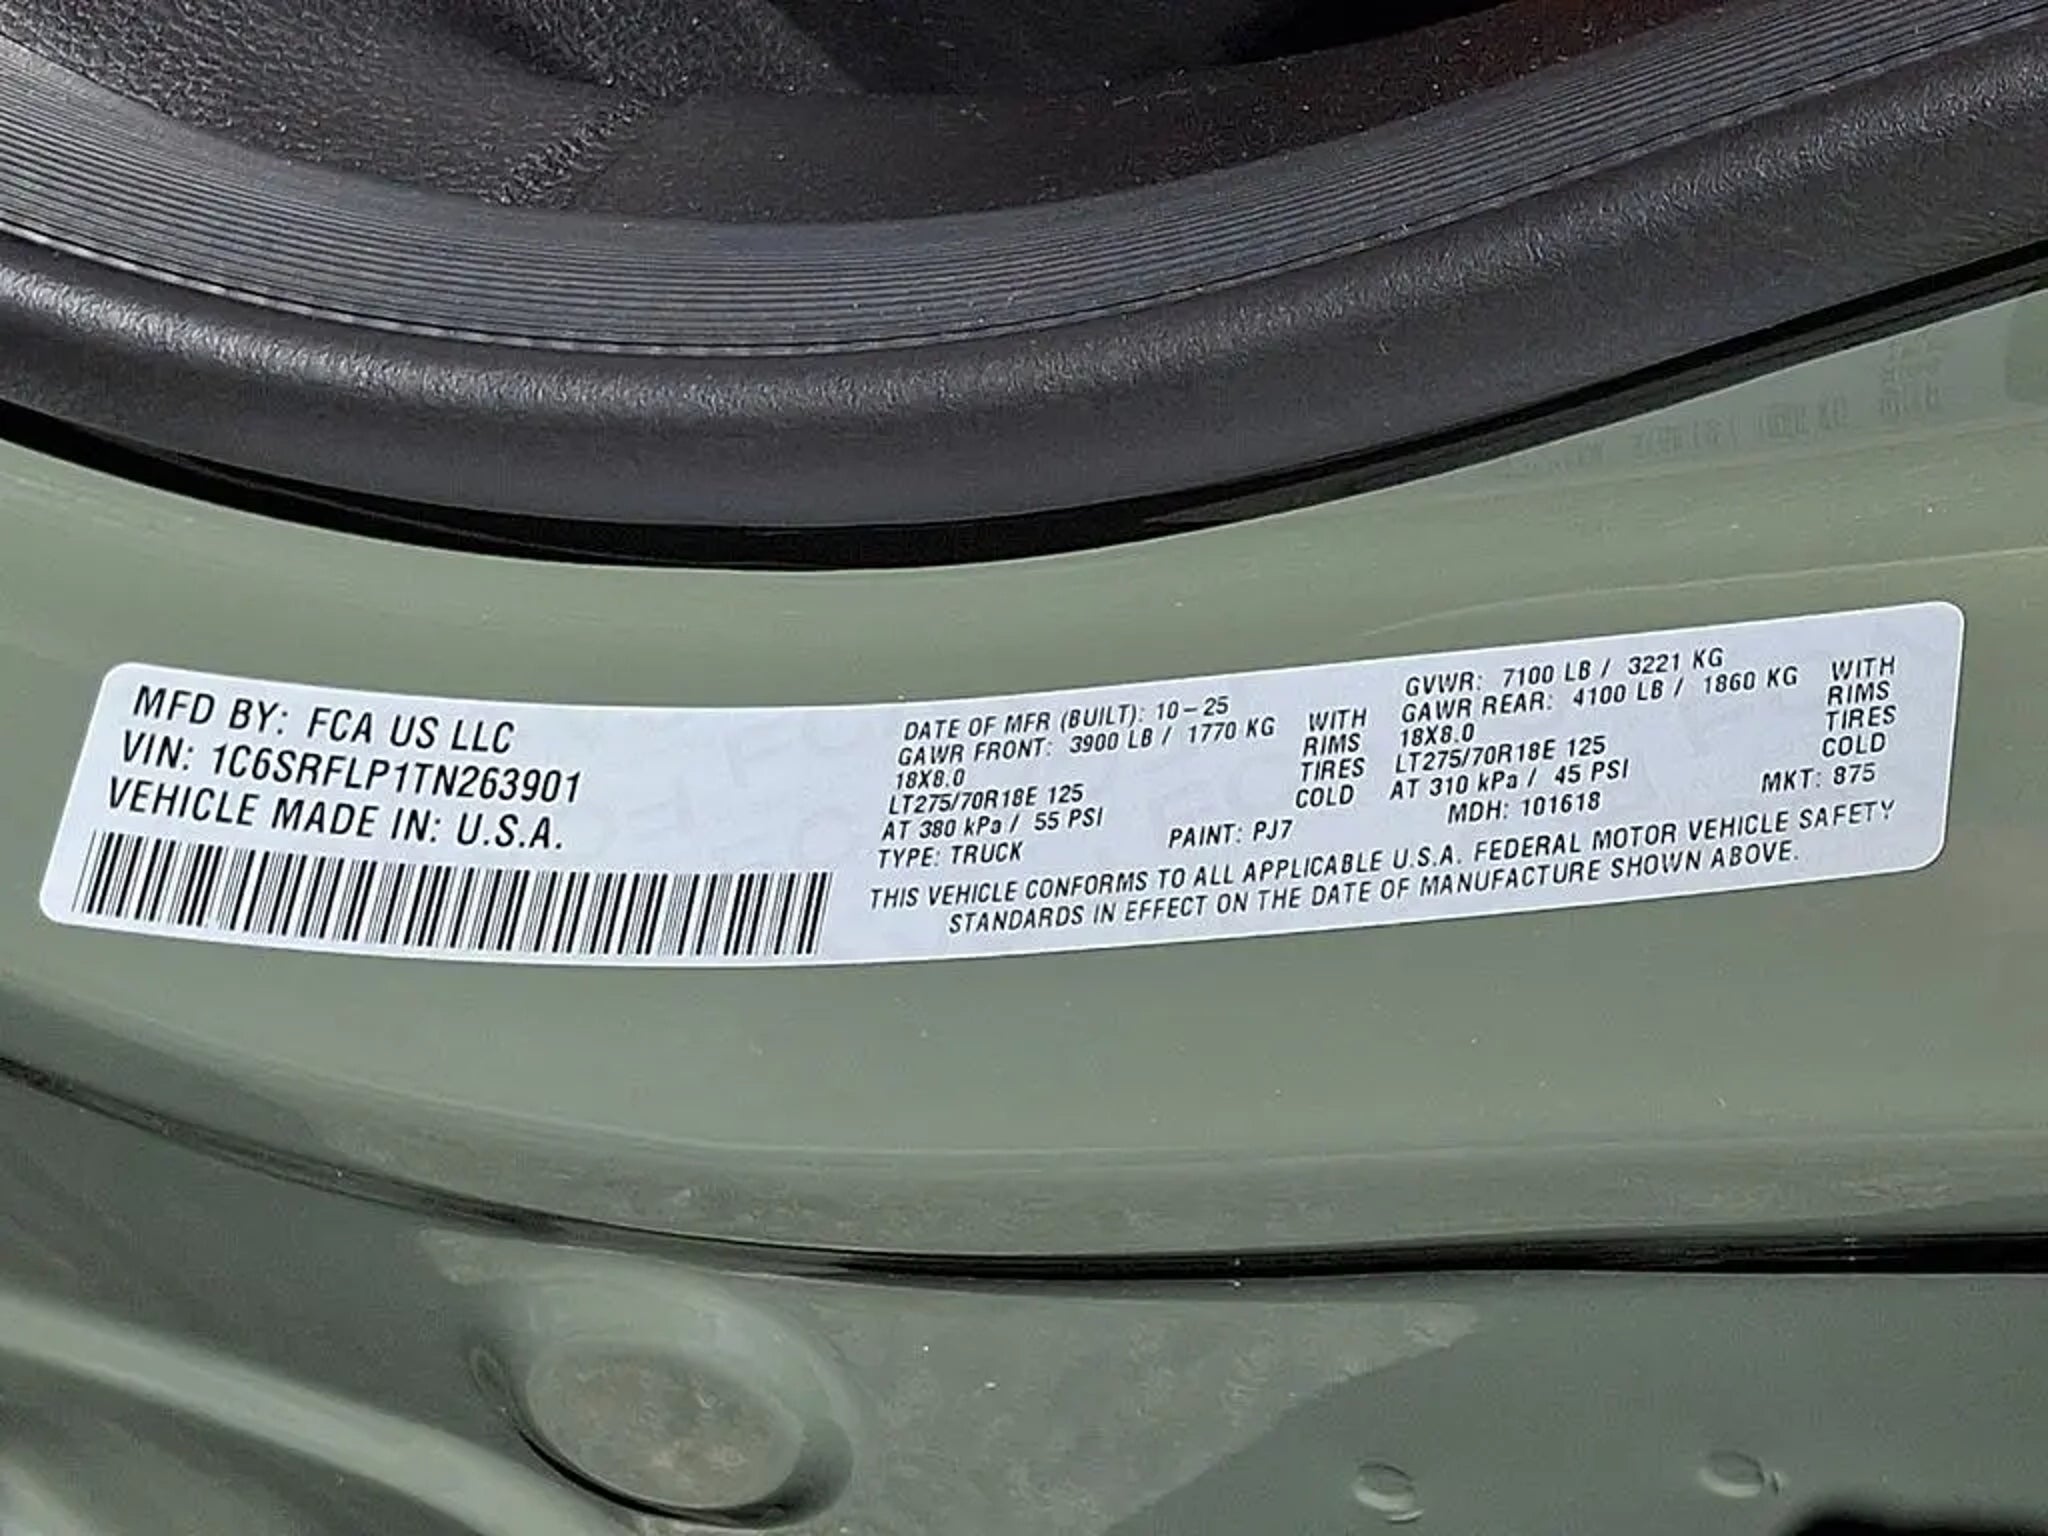 MFD BY: FCA US LLC
VIN: 1C6SRFLP1TN263901
VEHICLE MADE IN: U.S.A.
DATE OF MFR (BUILT): 10-25
GAWR FRONT: 3900 LB / 1770 KG WITH
18X8.0 RIMS
LT275/70R18E 125 TIRES
AT 380 kPa / 55 PSI COLD
TYPE: TRUCK PAINT: PJ7
GVWR: 7100 LB / 3221 KG
GAWR REAR: 4100 LB / 1860 KG WITH
18X8.0 RIMS
LT275/70R18E 125 TIRES
AT 310 kPa / 45 PSI COLD
MDH: 101618 MKT: 875
THIS VEHICLE CONFORMS TO ALL APPLICABLE U.S.A. FEDERAL MOTOR VEHICLE SAFETY
STANDARDS IN EFFECT ON THE DATE OF MANUFACTURE SHOWN ABOVE.